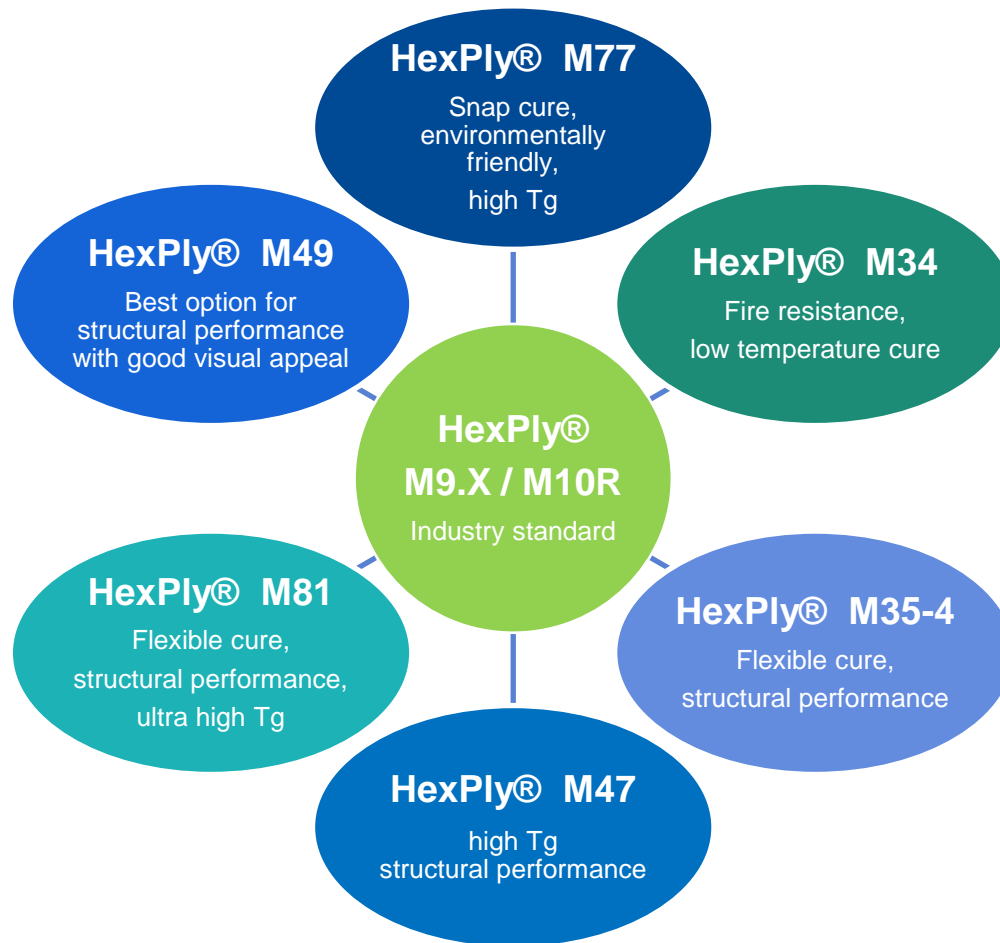 HexPly® M77
Snap cure,
environmentally
friendly,
high Tg
HexPly® M49
Best option for
structural performance
with good visual appeal
HexPly® M34
Fire resistance,
low temperature cure
HexPly®
M9.X / M10R
Industry standard
HexPly® M81
Flexible cure,
structural performance,
ultra high Tg
HexPly® M35-4
Flexible cure,
structural performance
HexPly® M47
high Tg
structural performance